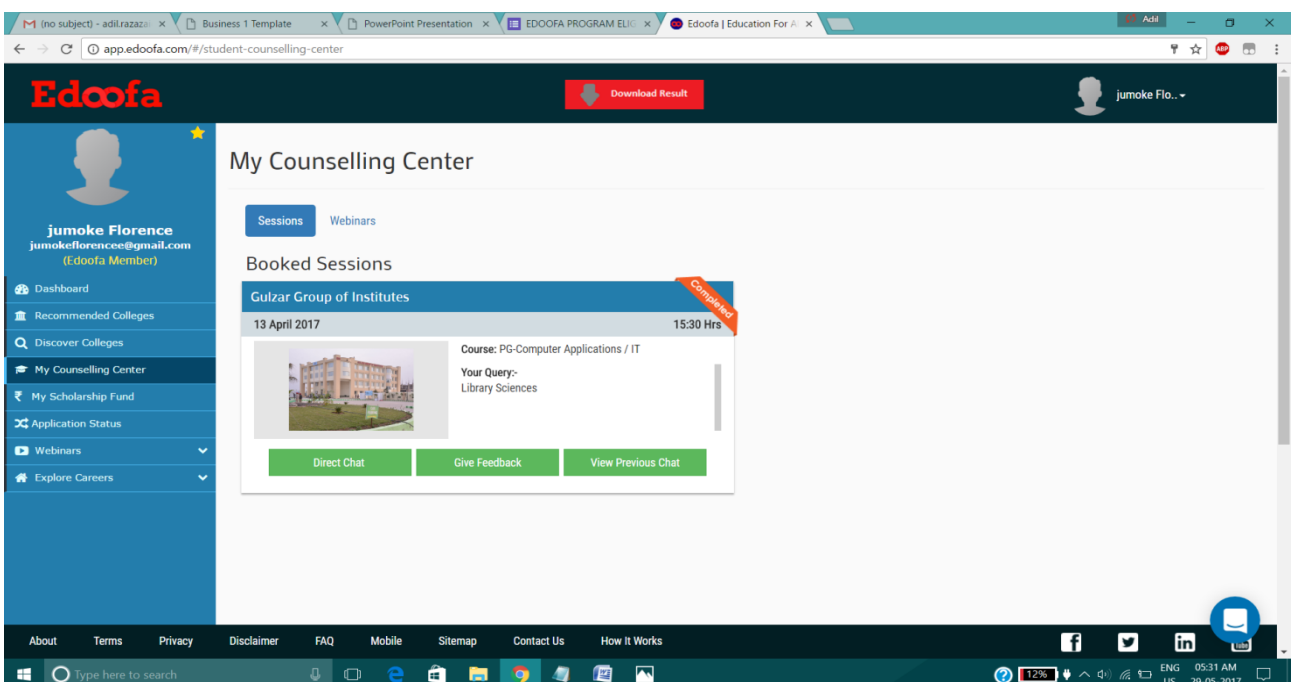 (no subject) - adil.razaza
Business 1 Template
PowerPoint Presentation
EDOOFA PROGRAM ELIG
Edoofa | Education For A
Adil
app.edoofa.com/#/student-counselling-center
ABP
Edoofa
Download Result
jumoke Flo..
jumoke Florence
jumokeflorencee@gmail.com
(Edoofa Member)
Dashboard
Recommended Colleges
Discover Colleges
My Counselling Center
₹ My Scholarship Fund
Application Status
Webinars
Explore Careers
My Counselling Center
Sessions Webinars
Booked Sessions
Gulzar Group of Institutes
Completed
13 April 2017 15:30 Hrs
Course: PG-Computer Applications / IT
Your Query:-
Library Sciences
Direct Chat Give Feedback View Previous Chat
About Terms Privacy Disclaimer FAQ Mobile Sitemap Contact Us How It Works
Type here to search
12%
ENG 05:31 AM
US 29-05-2017